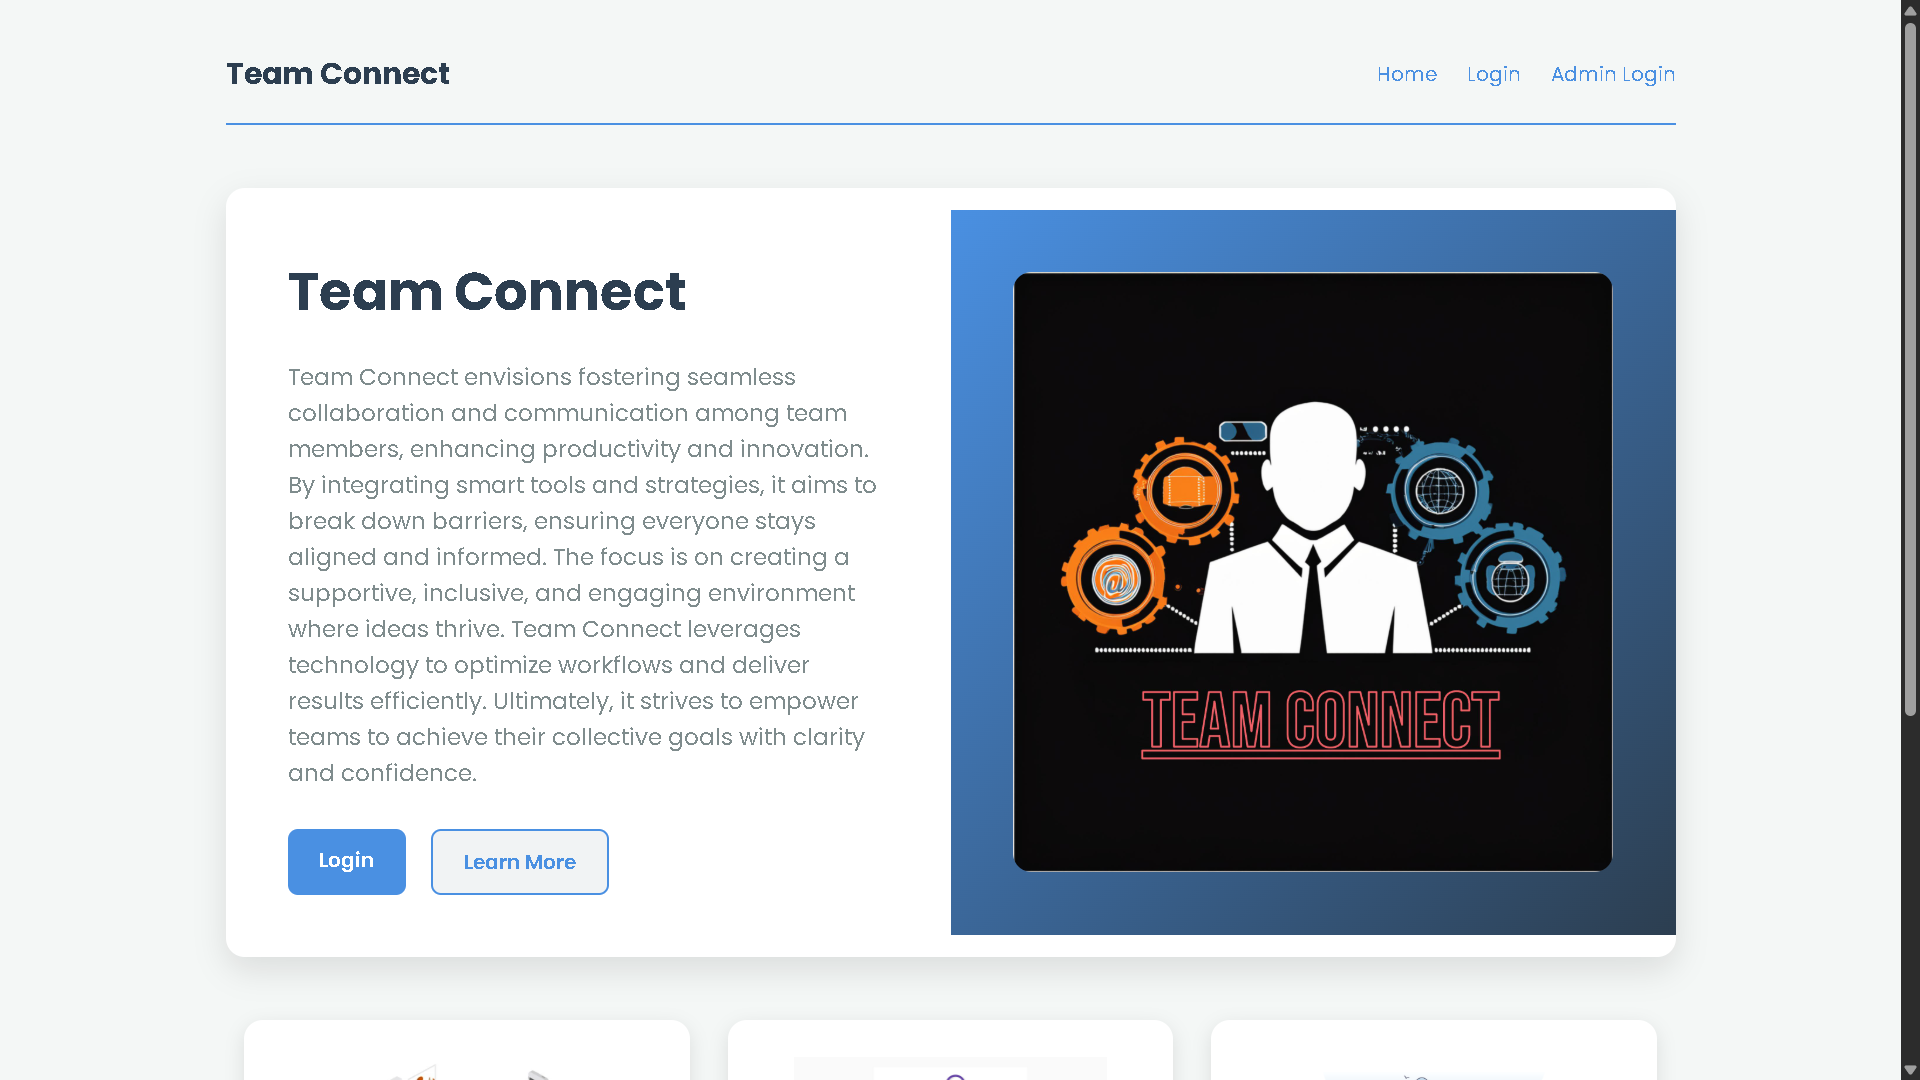 Team Connect
Home
Login
Admin Login
Team Connect
Team Connect envisions fostering seamless
collaboration and communication among team
members, enhancing productivity and innovation.
By integrating smart tools and strategies, it aims to
break down barriers, ensuring everyone stays
aligned and informed. The focus is on creating a
supportive, inclusive, and engaging environment
where ideas thrive. Team Connect leverages
technology to optimize workflows and deliver
results efficiently. Ultimately, it strives to empower
teams to achieve their collective goals with clarity
and confidence.
Login
Learn More
@
TEAM CONNECT